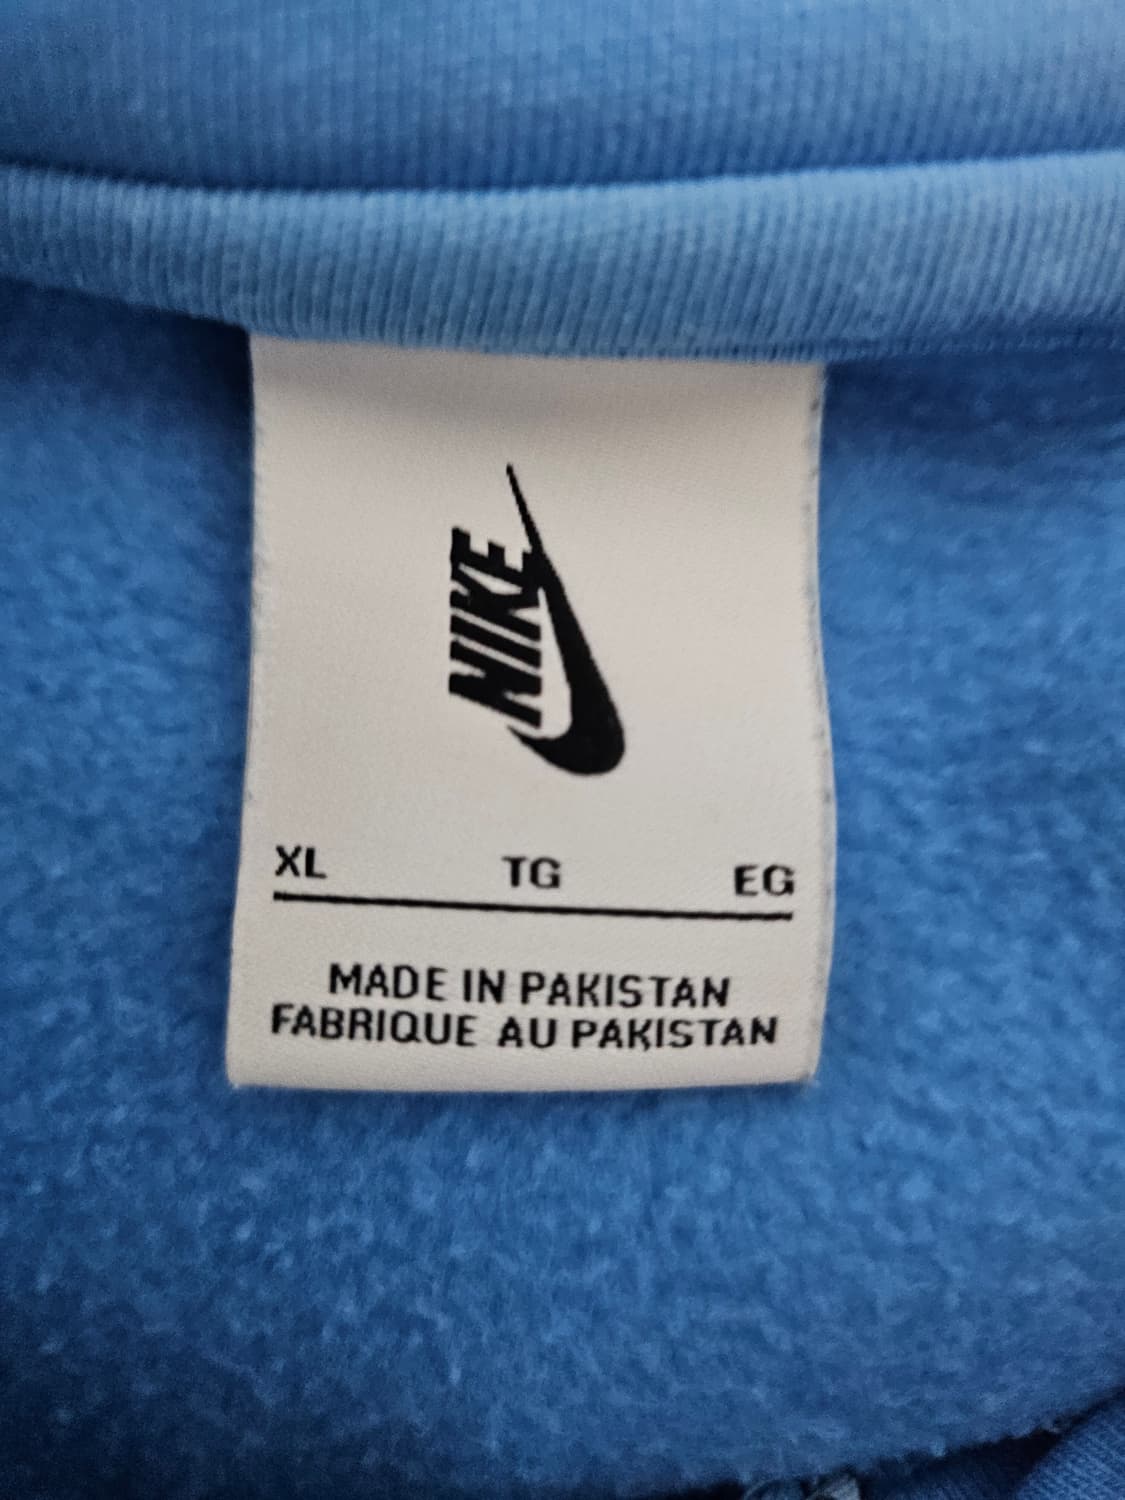 NIKE
XL TG EG
MADE IN PAKISTAN
FABRIQUE AU PAKISTAN